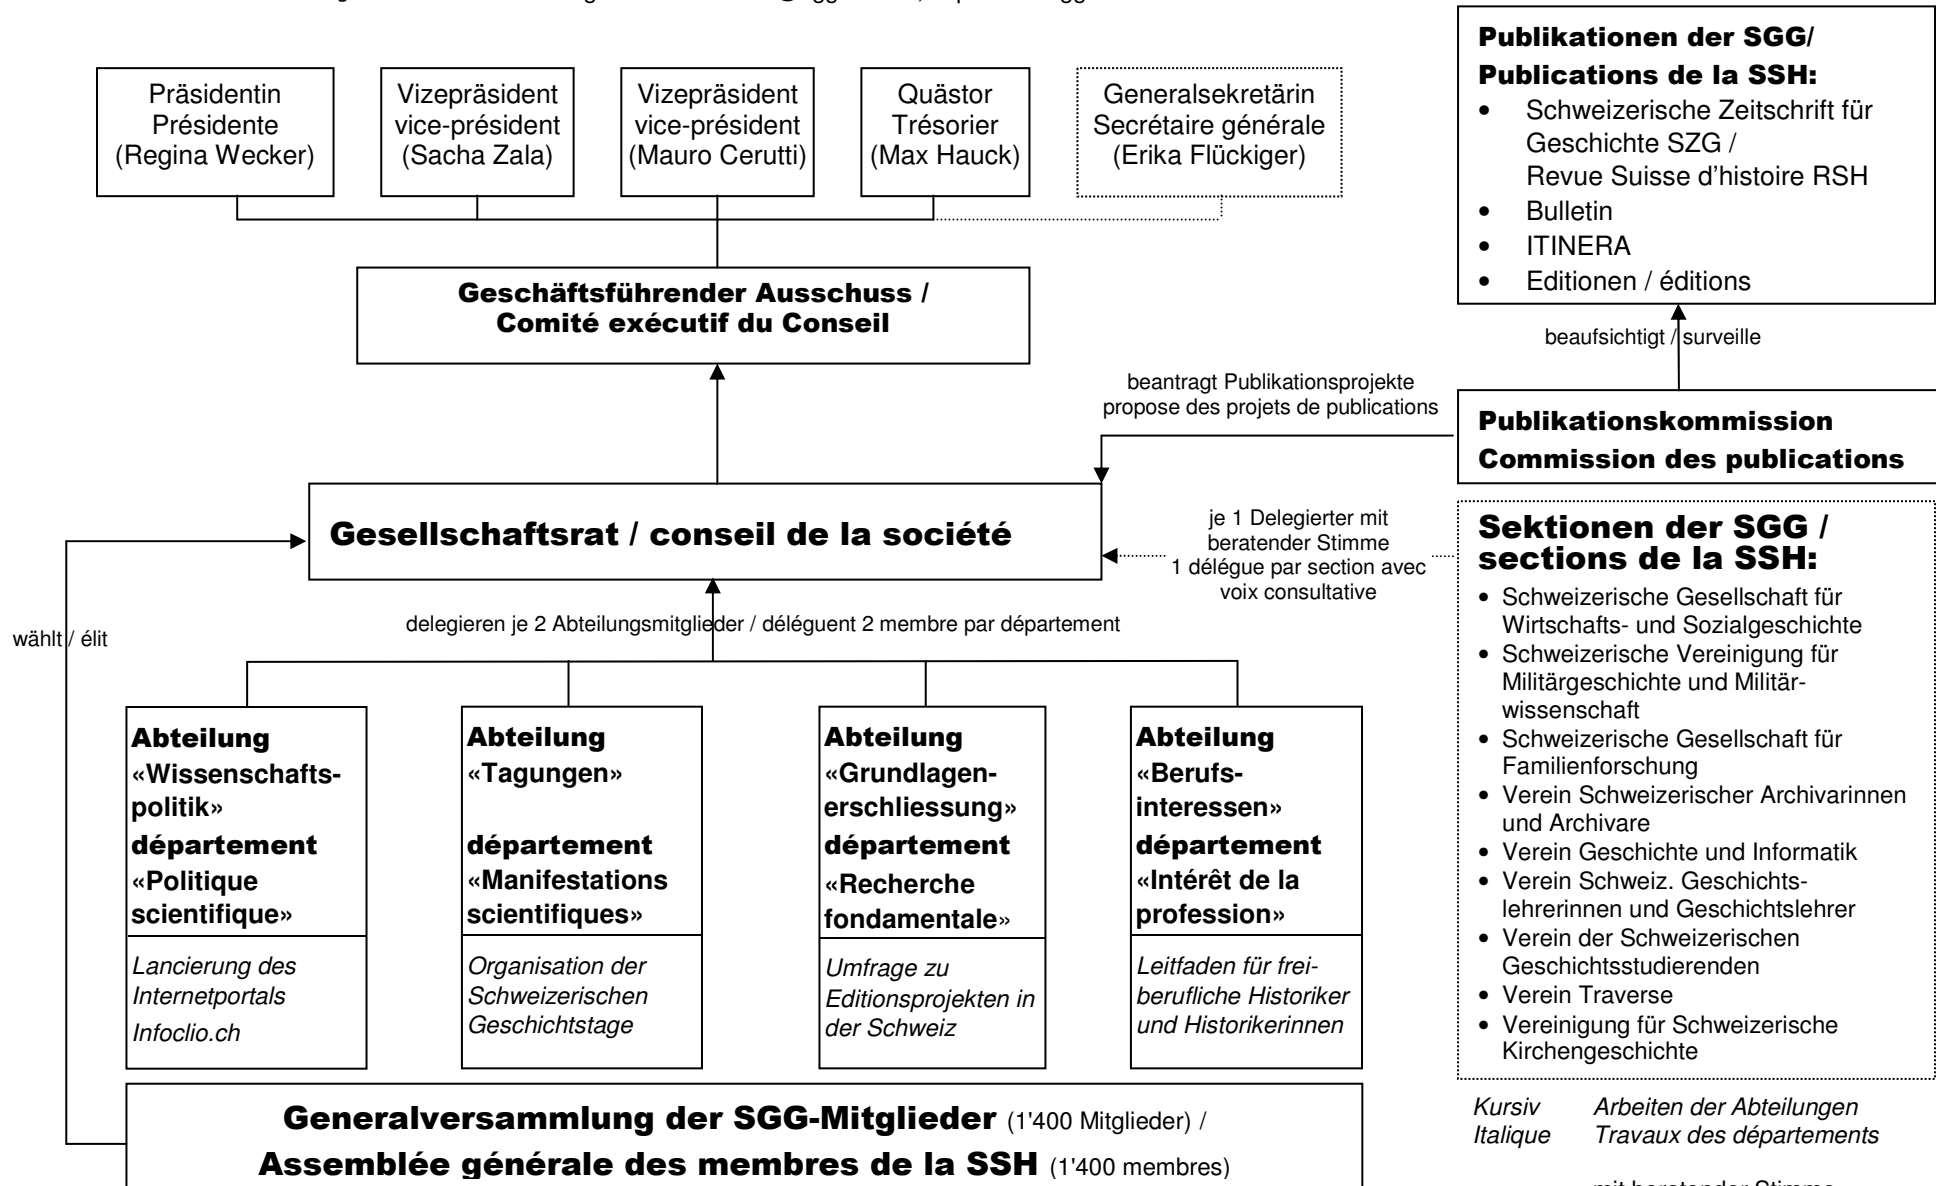 Präsidentin
Présidente
(Regina Wecker)
Vizepräsident
vice-président
(Sacha Zala)
Vizepräsident
vice-président
(Mauro Cerutti)
Quästor
Trésorier
(Max Hauck)
Generalsekretärin
Secrétaire générale
(Erika Flückiger)
Publikationen der SGG/
Publications de la SSH:
• Schweizerische Zeitschrift für
Geschichte SZG /
Revue Suisse d'histoire RSH
• Bulletin
• ITINERA
• Editionen / éditions
Geschäftsführender Ausschuss /
Comité exécutif du Conseil
beaufsichtigt / surveille
beantragt Publikationsprojekte
propose des projets de publications
Publikationskommission
Commission des publications
Gesellschaftsrat / conseil de la société
je 1 Delegierter mit
beratender Stimme
1 délégue par section avec
voix consultative
Sektionen der SGG /
sections de la SSH:
• Schweizerische Gesellschaft für
Wirtschafts- und Sozialgeschichte
• Schweizerische Vereinigung für
Militärgeschichte und Militär-
wissenschaft
• Schweizerische Gesellschaft für
Familienforschung
• Verein Schweizerischer Archivarinnen
und Archivare
• Verein Geschichte und Informatik
• Verein Schweiz. Geschichts-
lehrerinnen und Geschichtslehrer
• Verein der Schweizerischen
Geschichtsstudierenden
• Verein Traverse
• Vereinigung für Schweizerische
Kirchengeschichte
wählt / élit
delegieren je 2 Abteilungsmitglieder / déléguent 2 membre par département
Abteilung
«Wissenschafts-
politik»
département
«Politique
scientifique»
Lancierung des
Internetportals
Infoclio.ch
Abteilung
«Tagungen»
département
«Manifestations
scientifiques»
Organisation der
Schweizerischen
Geschichtstage
Abteilung
«Grundlagen-
erschliessung»
département
«Recherche
fondamentale»
Umfrage zu
Editionsprojekten in
der Schweiz
Abteilung
«Berufs-
interessen»
département
«Intérêt de la
profession»
Leitfaden für frei-
berufliche Historiker
und Historikerinnen
Generalversammlung der SGG-Mitglieder (1'400 Mitglieder) /
Assemblée générale des membres de la SSH (1'400 membres)
Kursiv Arbeiten der Abteilungen
Italique Travaux des départements
mit beratender Stimme